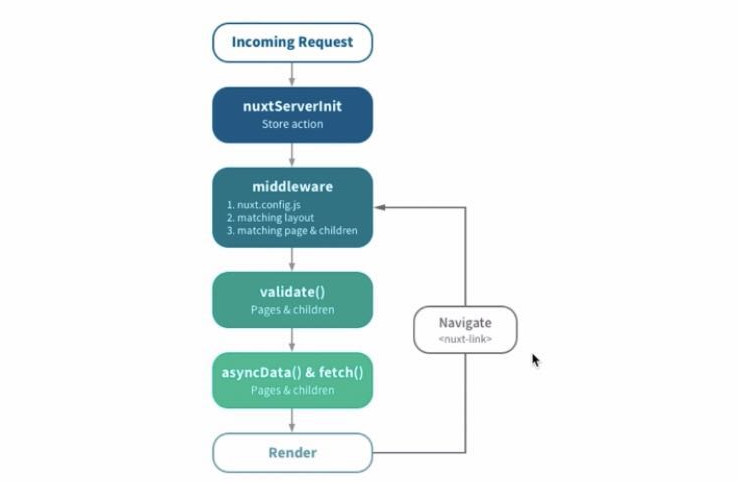 Incoming Request
nuxtServerInit
Store action
middleware
1. nuxt.config.js
2. matching layout
3. matching page & children
validate()
Pages & children
Navigate
<nuxt-link>
asyncData() & fetch()
Pages & children
Render